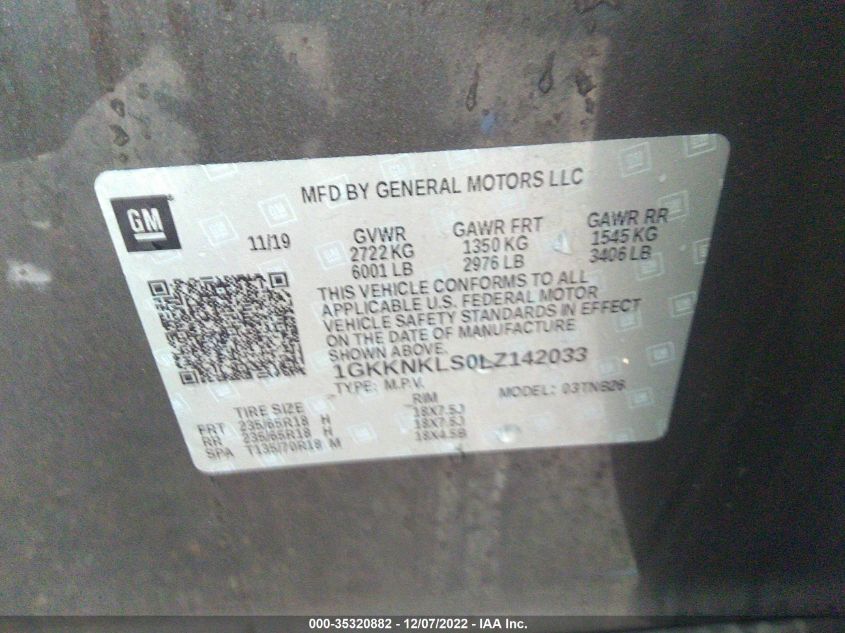 MFD BY GENERAL MOTORS LLC
GM
11/19
GVWR GAWR FRT GAWR RR
2722 KG 1350 KG 1545 KG
6001 LB 2976 LB 3406 LB
THIS VEHICLE CONFORMS TO ALL
APPLICABLE U.S. FEDERAL MOTOR
VEHICLE SAFETY STANDARDS IN EFFECT
ON THE DATE OF MANUFACTURE
SHOWN ABOVE.
1GKKNKLS0LZ142033
TYPE: M.P.V. MODEL: 03TNB26
TIRE SIZE RIM
FRT 235/65R18 H 18X7.5J
RR 235/65R18 H 18X7.5J
SPA T135/70R18 M 18X4.5B
000-35320882 - 12/07/2022 - IAA Inc.